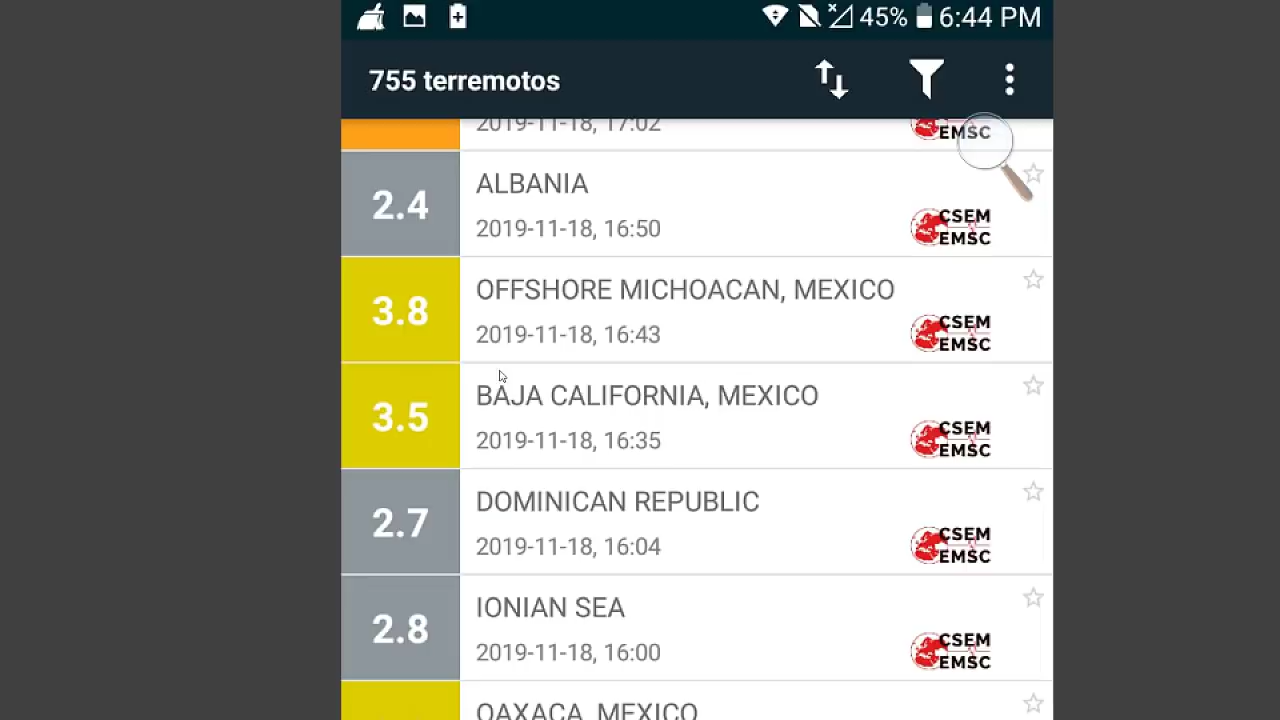 45% 6:44 PM
755 terremotos
2019-11-18, 17:02
EMSC
2.4
ALBANIA
2019-11-18, 16:50
CSEM
EMSC
3.8
OFFSHORE MICHOACAN, MEXICO
2019-11-18, 16:43
CSEM
EMSC
3.5
BAJA CALIFORNIA, MEXICO
2019-11-18, 16:35
CSEM
EMSC
2.7
DOMINICAN REPUBLIC
2019-11-18, 16:04
CSEM
EMSC
2.8
IONIAN SEA
2019-11-18, 16:00
CSEM
EMSC
OAXACA, MEXICO